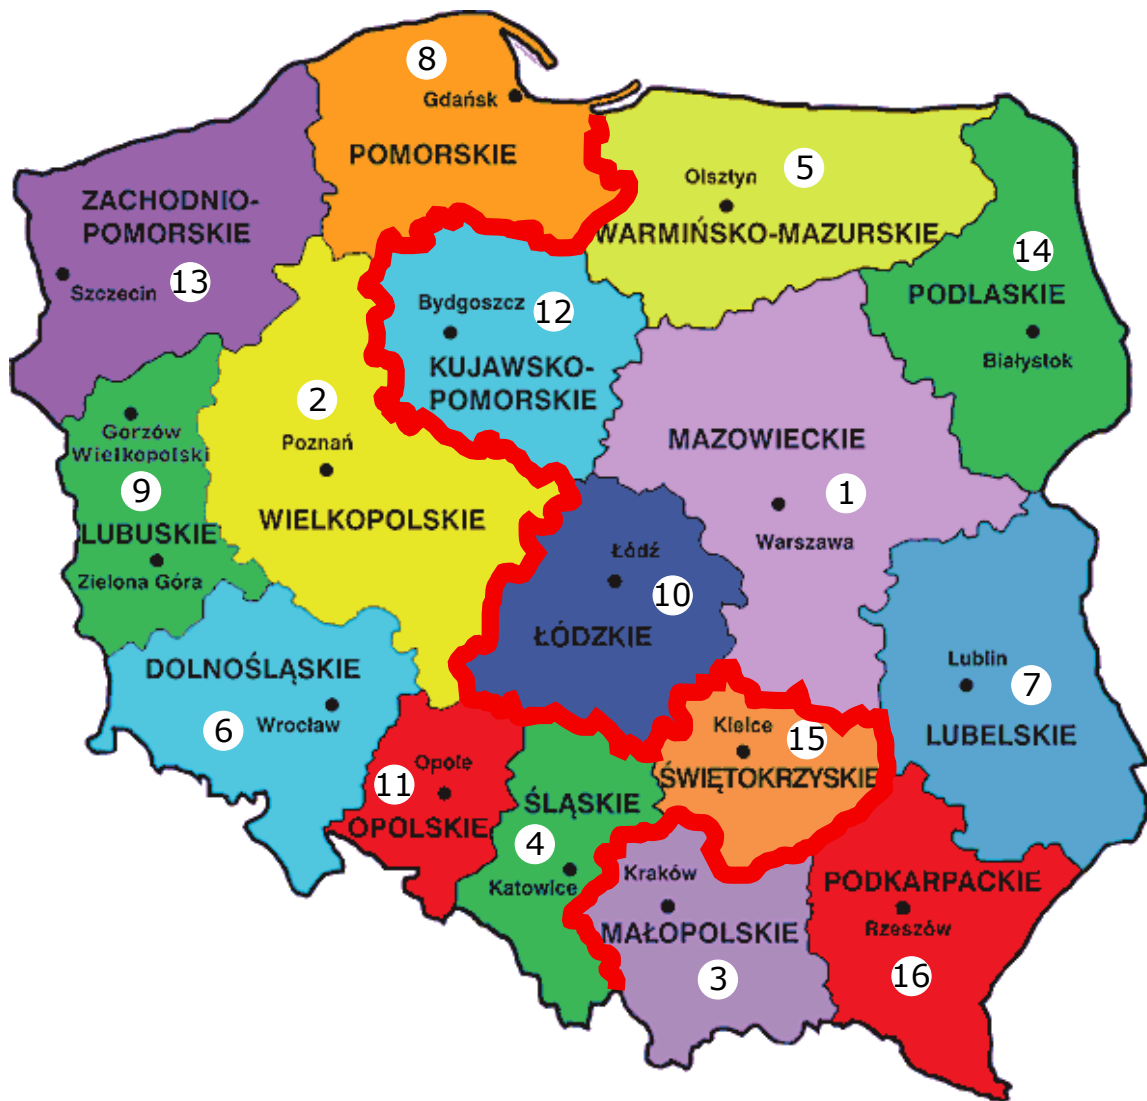 8
Gdańsk
POMORSKIE
5
Olsztyn
WARMIŃSKO-MAZURSKIE
ZACHODNIO-
POMORSKIE
13
Szczecin
14
PODLASKIE
Białystok
Bydgoszcz
12
KUJAWSKO-
POMORSKIE
2
Poznań
WIELKOPOLSKIE
Gorzów
Wielkopolski
9
LUBUSKIE
Zielona Góra
MAZOWIECKIE
1
Warszawa
Łódź
10
ŁÓDZKIE
DOLNOŚLĄSKIE
6
Wrocław
Lublin
7
LUBELSKIE
Kielce
15
ŚWIĘTOKRZYSKIE
Opole
11
OPOLSKIE
ŚLĄSKIE
4
Katowice
Kraków
MAŁOPOLSKIE
3
PODKARPACKIE
Rzeszów
16